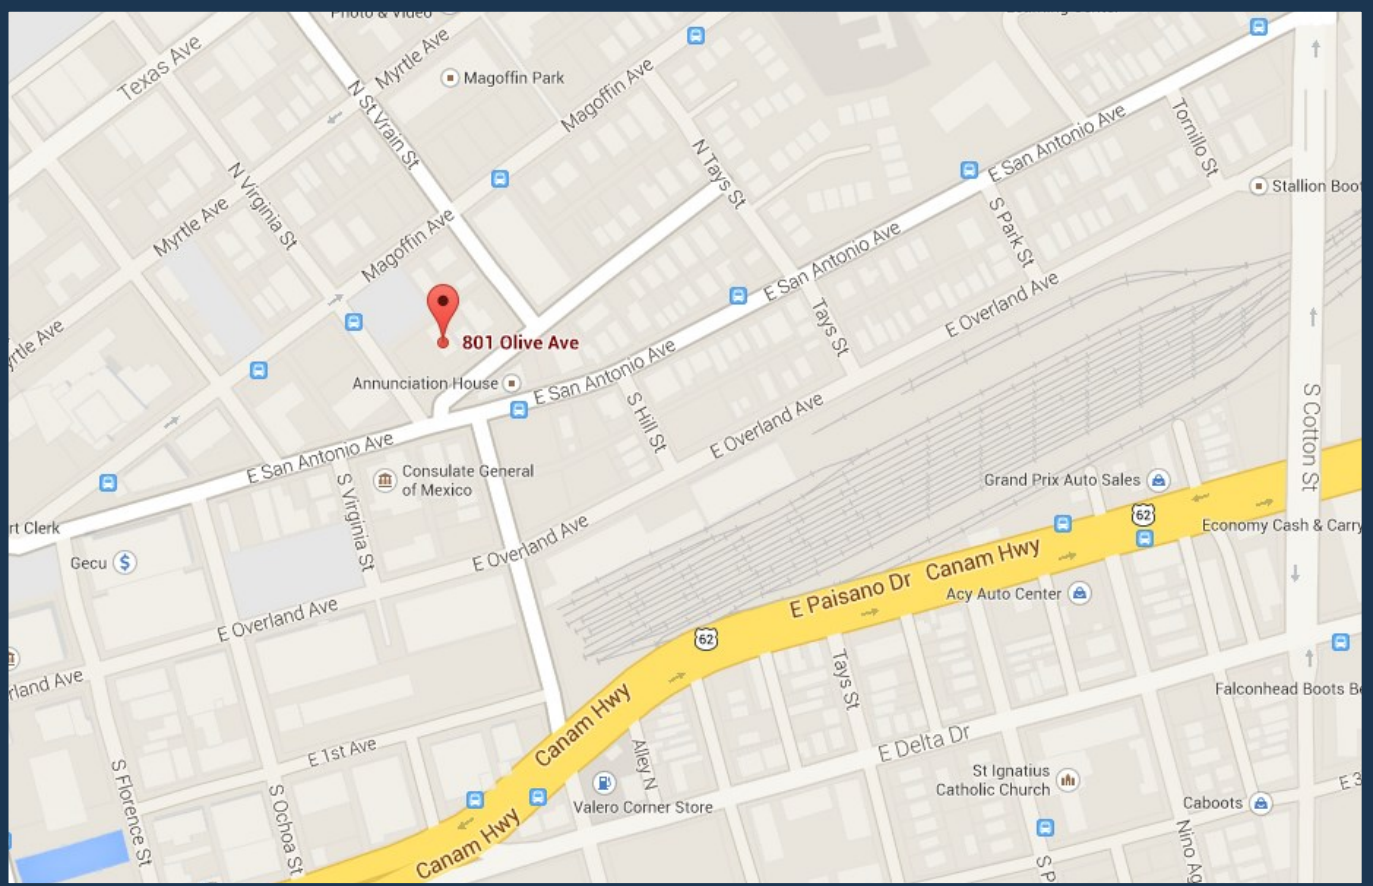 Photo & Video
Texas Ave
Myrtle Ave
Magoffin Park
N St Vrain St
Magoffin Ave
N Tays St
E San Antonio Ave
Tornillo St
Stallion Boot
N Virginia St
Myrtle Ave
Magoffin Ave
S Park St
E San Antonio Ave
E Overland Ave
yrtle Ave
801 Olive Ave
Tays St
Annunciation House
E San Antonio Ave
S Hill St
E Overland Ave
S Cotton St
E San Antonio Ave
Consulate General
of Mexico
S Virginia St
Grand Prix Auto Sales
62
rt Clerk
Economy Cash & Carry
Gecu
$
E Overland Ave
E Paisano Dr
Canam Hwy
Acy Auto Center
E Overland Ave
62
rland Ave
Tays St
Falconhead Boots Be
Canam Hwy
E 1st Ave
Alley N
E Delta Dr
S Florence St
S Ochoa St
Valero Corner Store
St Ignatius
Catholic Church
Caboots
E 3
Canam Hwy
S P
Nino Ag